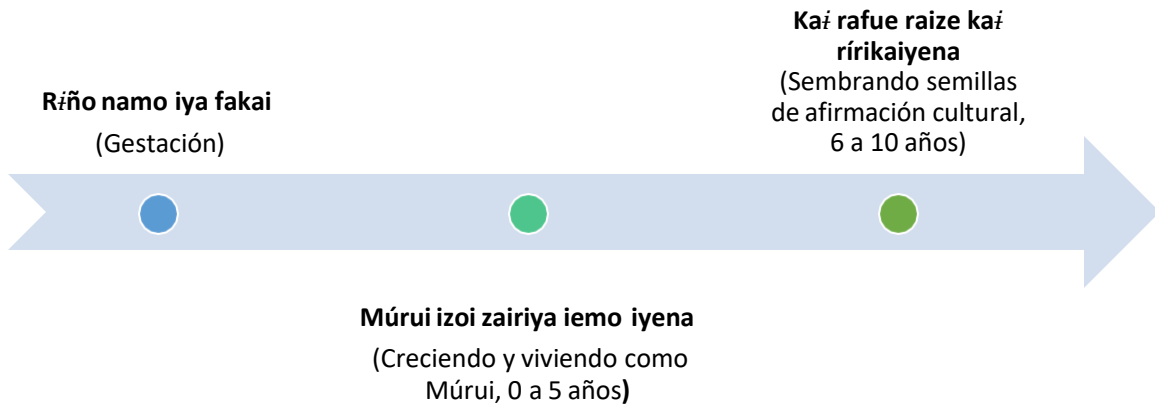 Rɨño namo iya fakai
(Gestación)
Múrui izoi zairiya iemo iyena
(Creciendo y viviendo como
Múrui, 0 a 5 años)
Kaɨ rafue raize kaɨ
rírikaiyena
(Sembrando semillas
de afirmación cultural,
6 a 10 años)